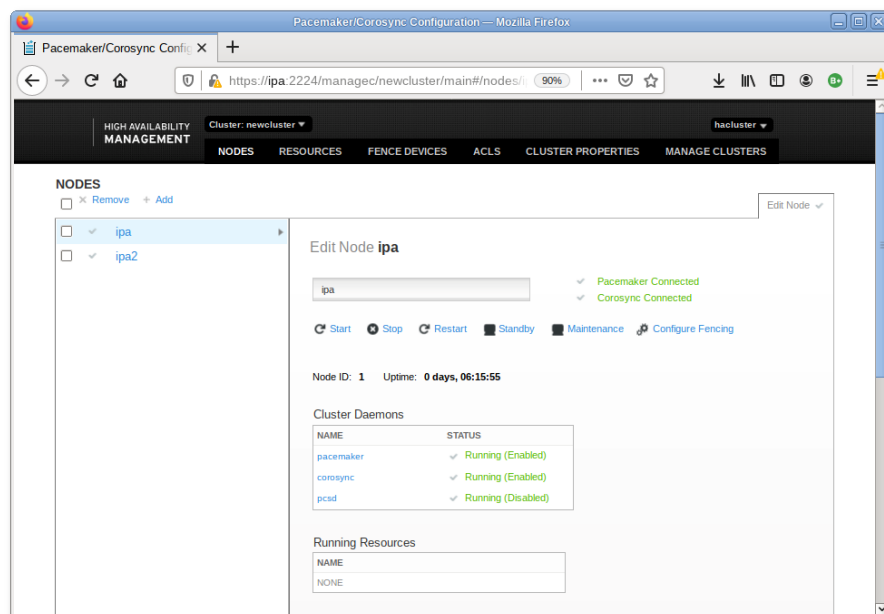 Pacemaker/Corosync Configuration — Mozilla Firefox
Pacemaker/Corosync Config
https://ipa:2224/managec/newcluster/main#/nodes/i 90%
HIGH AVAILABILITY
MANAGEMENT
Cluster: newcluster
hacluster
NODES RESOURCES FENCE DEVICES ACLS CLUSTER PROPERTIES MANAGE CLUSTERS
NODES
Remove + Add
Edit Node
ipa
ipa2
Edit Node ipa
ipa
Pacemaker Connected
Corosync Connected
Start Stop Restart Standby Maintenance Configure Fencing
Node ID: 1 Uptime: 0 days, 06:15:55
Cluster Daemons
NAME STATUS
pacemaker Running (Enabled)
corosync Running (Enabled)
pcsd Running (Disabled)
Running Resources
NAME
NONE